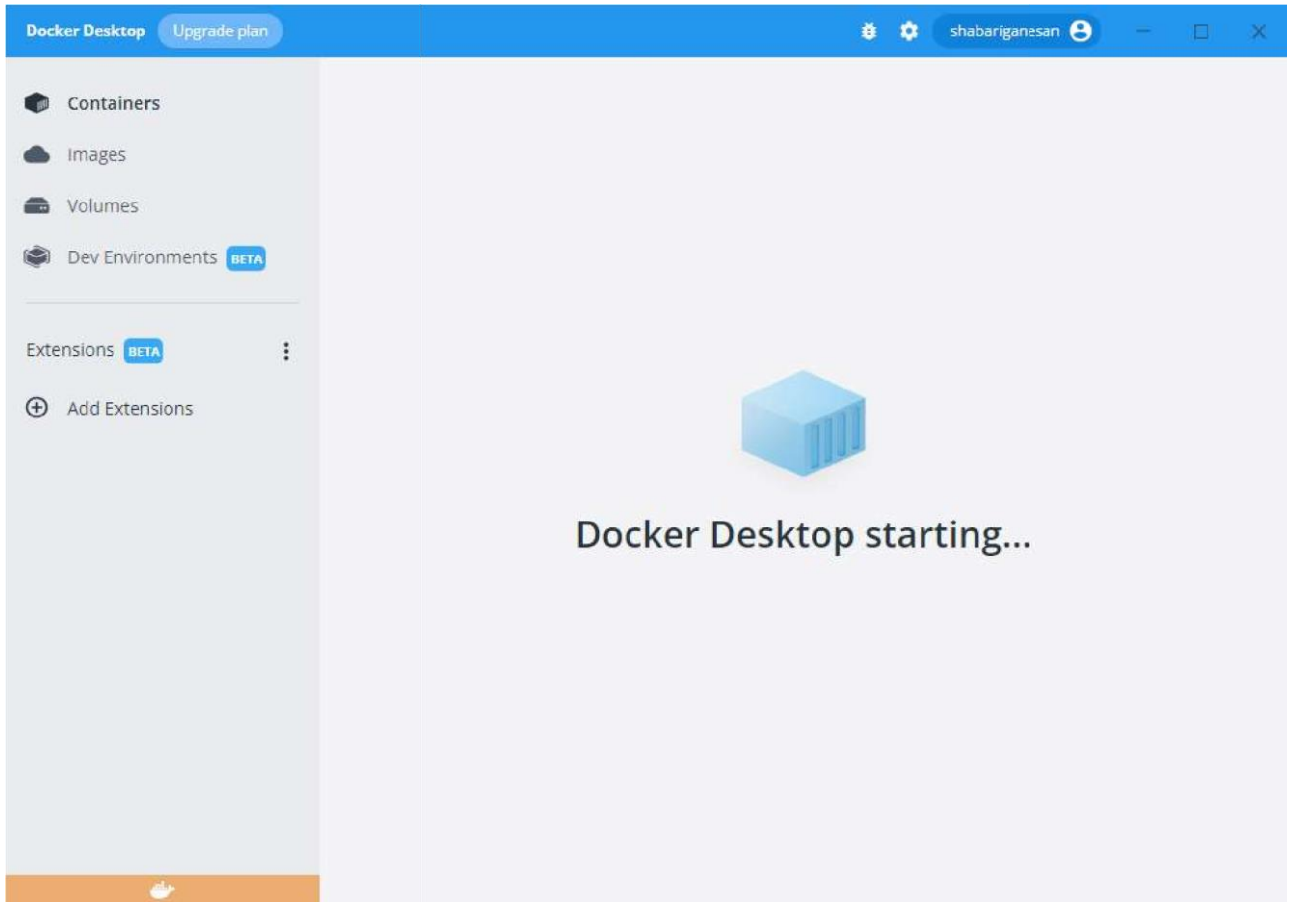 Docker Desktop Upgrade plan shabariganesan
Containers
Images
Volumes
Dev Environments BETA
Extensions BETA
Add Extensions
Docker Desktop starting...